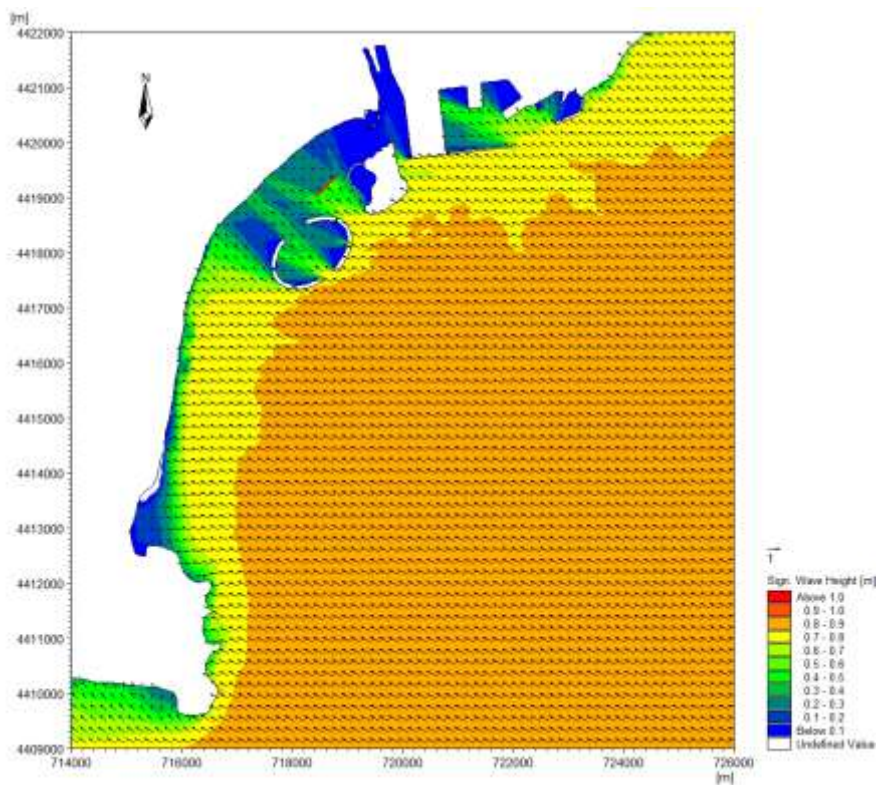 [m]
4422000
4421000
4420000
4419000
4418000
4417000
4416000
4415000
4414000
4413000
4412000
4411000
4410000
4409000
N
714000 716000 718000 720000 722000 724000 726000
[m]
1
Sign. Wave Height [m]
Above 1.0
0.9 - 1.0
0.8 - 0.9
0.7 - 0.8
0.6 - 0.7
0.5 - 0.6
0.4 - 0.5
0.3 - 0.4
0.2 - 0.3
0.1 - 0.2
Below 0.1
Undefined Value